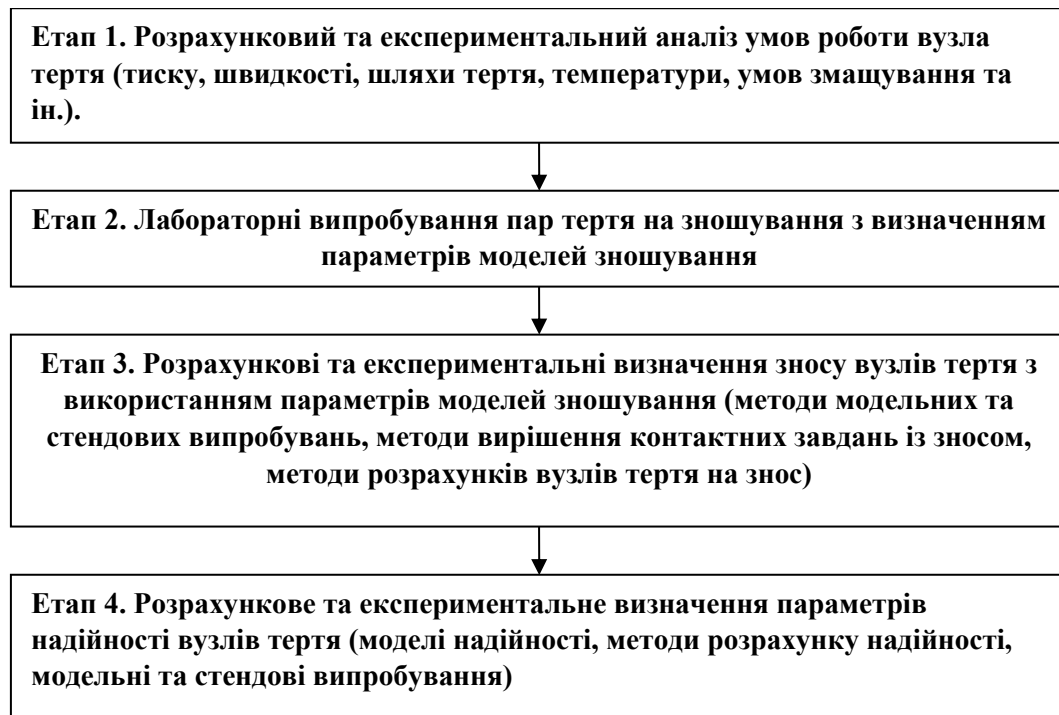 Етап 1. Розрахунковий та експериментальний аналіз умов роботи вузла
тертя (тиску, швидкості, шляхи тертя, температури, умов змащування та
ін.).
Етап 2. Лабораторні випробування пар тертя на зношування з визначенням
параметрів моделей зношування
Етап 3. Розрахункові та експериментальні визначення зносу вузлів тертя з
використанням параметрів моделей зношування (методи модельних та
стендових випробувань, методи вирішення контактних завдань із зносом,
методи розрахунків вузлів тертя на знос)
Етап 4. Розрахункове та експериментальне визначення параметрів
надійності вузлів тертя (моделі надійності, методи розрахунку надійності,
модельні та стендові випробування)